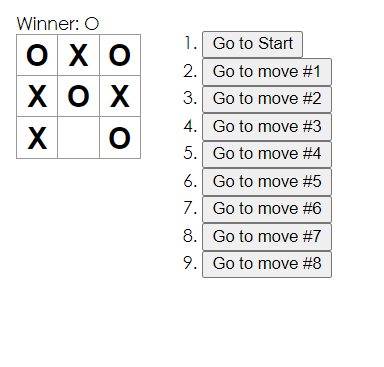 Winner: O
O X O
X O X
X O
1. Go to Start
2. Go to move #1
3. Go to move #2
4. Go to move #3
5. Go to move #4
6. Go to move #5
7. Go to move #6
8. Go to move #7
9. Go to move #8